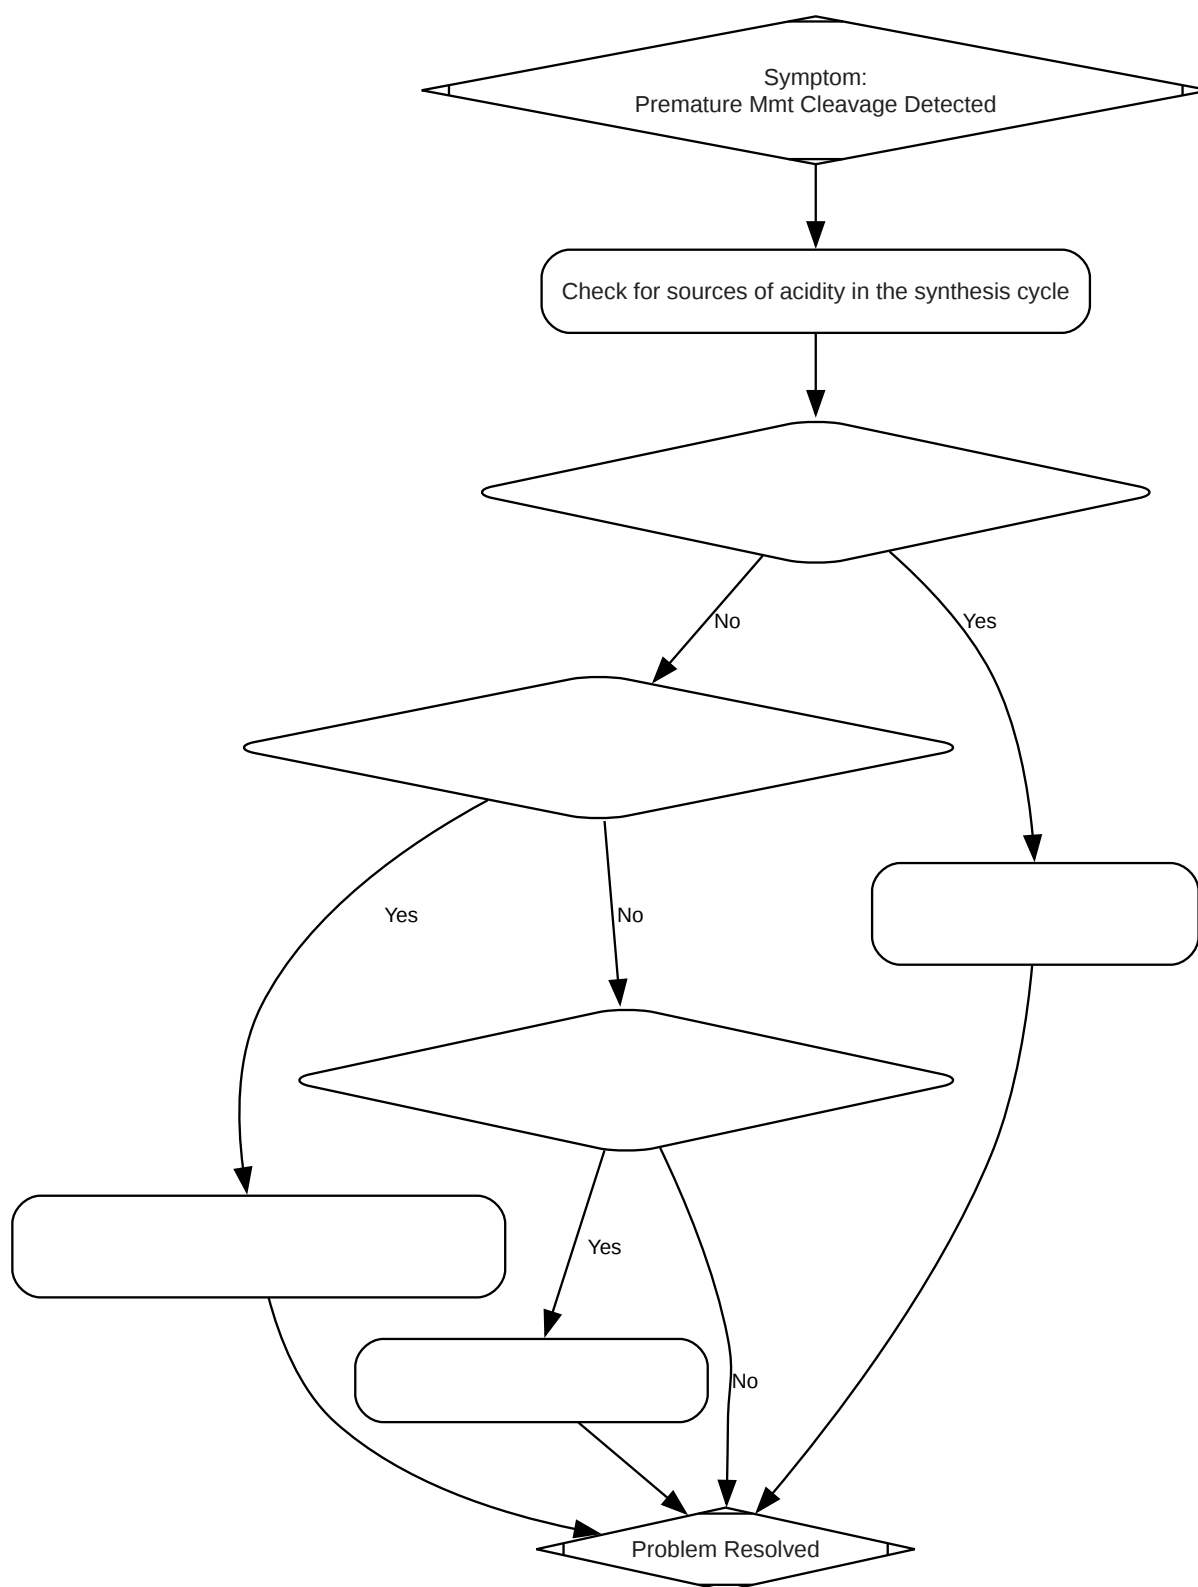 Symptom:
Premature Mmt Cleavage Detected
Check for sources of acidity in the synthesis cycle
No
Yes
Yes
No
Yes
No
Problem Resolved